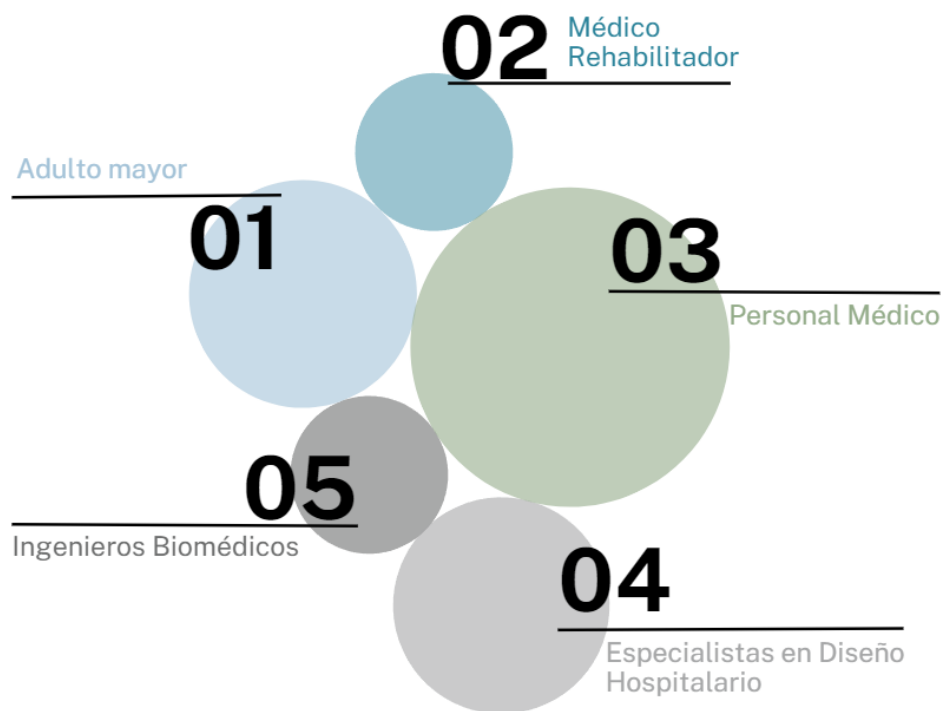 02
Médico
Rehabilitador
Adulto mayor
01
03
Personal Médico
05
Ingenieros Biomédicos
04
Especialistas en Diseño
Hospitalario